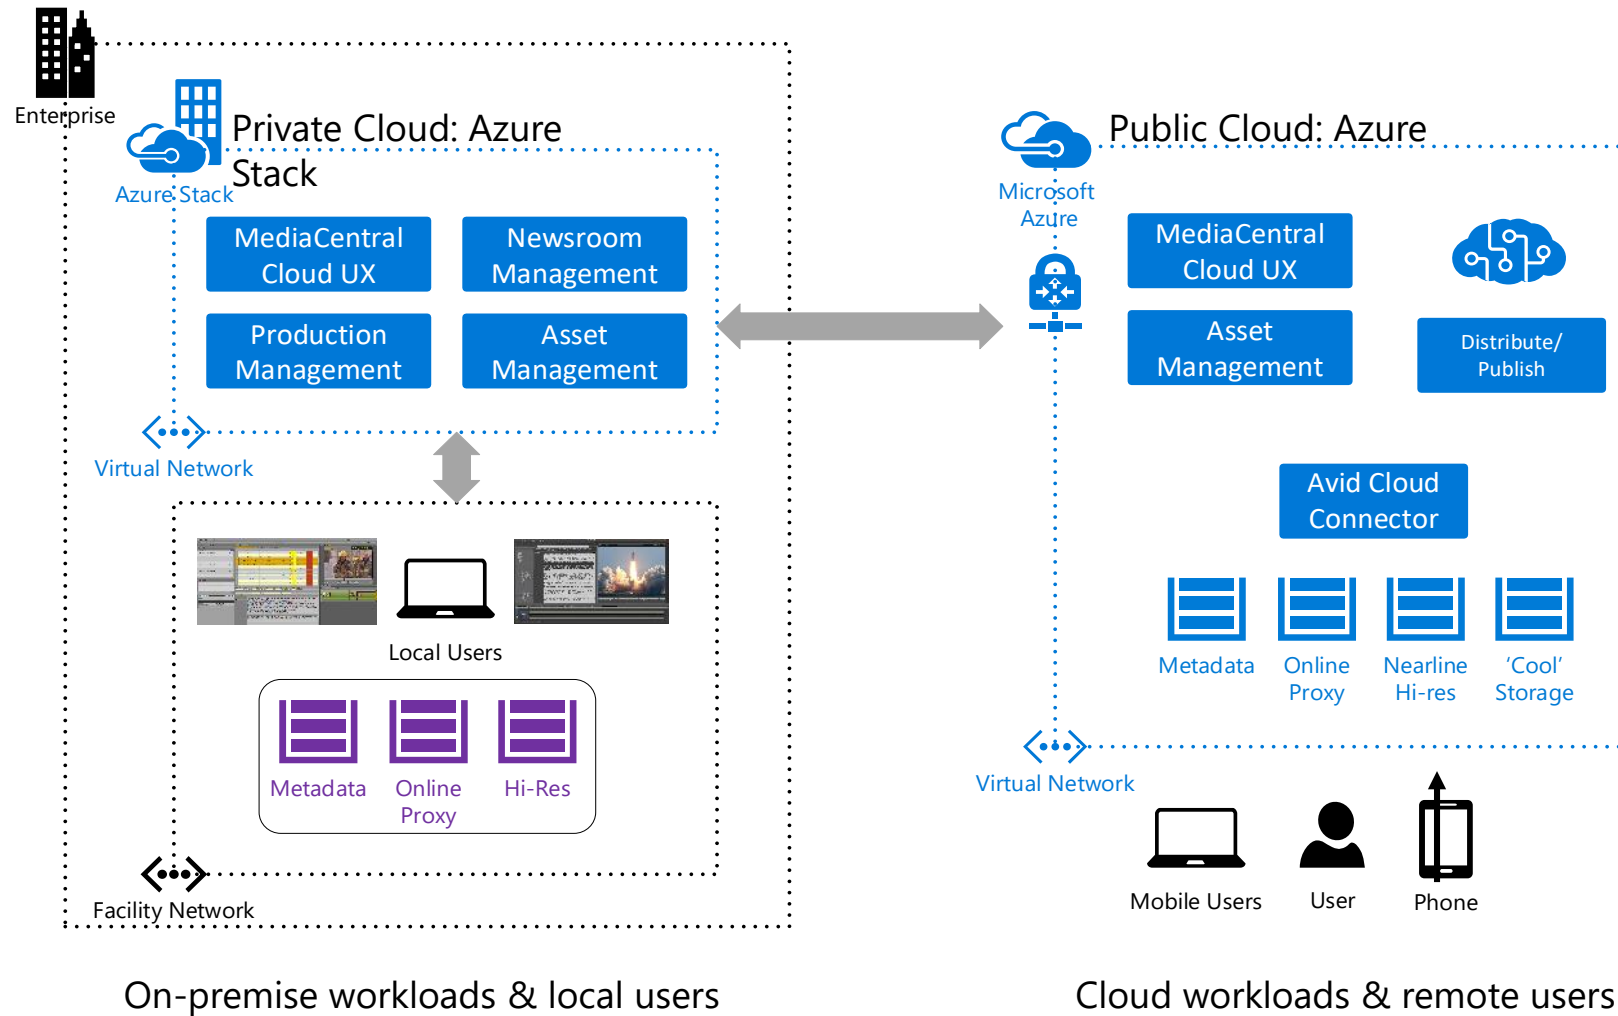 Enterprise
Private Cloud: Azure
Stack
Azure Stack
MediaCentral
Cloud UX
Newsroom
Management
Production
Management
Asset
Management
Virtual Network
Local Users
Metadata
Online
Proxy
Hi-Res
Facility Network
On-premise workloads & local users
Public Cloud: Azure
Microsoft
Azure
MediaCentral
Cloud UX
Asset
Management
Distribute/
Publish
Avid Cloud
Connector
Metadata
Online
Proxy
Nearline
Hi-res
‘Cool’
Storage
Virtual Network
Mobile Users
User
Phone
Cloud workloads & remote users